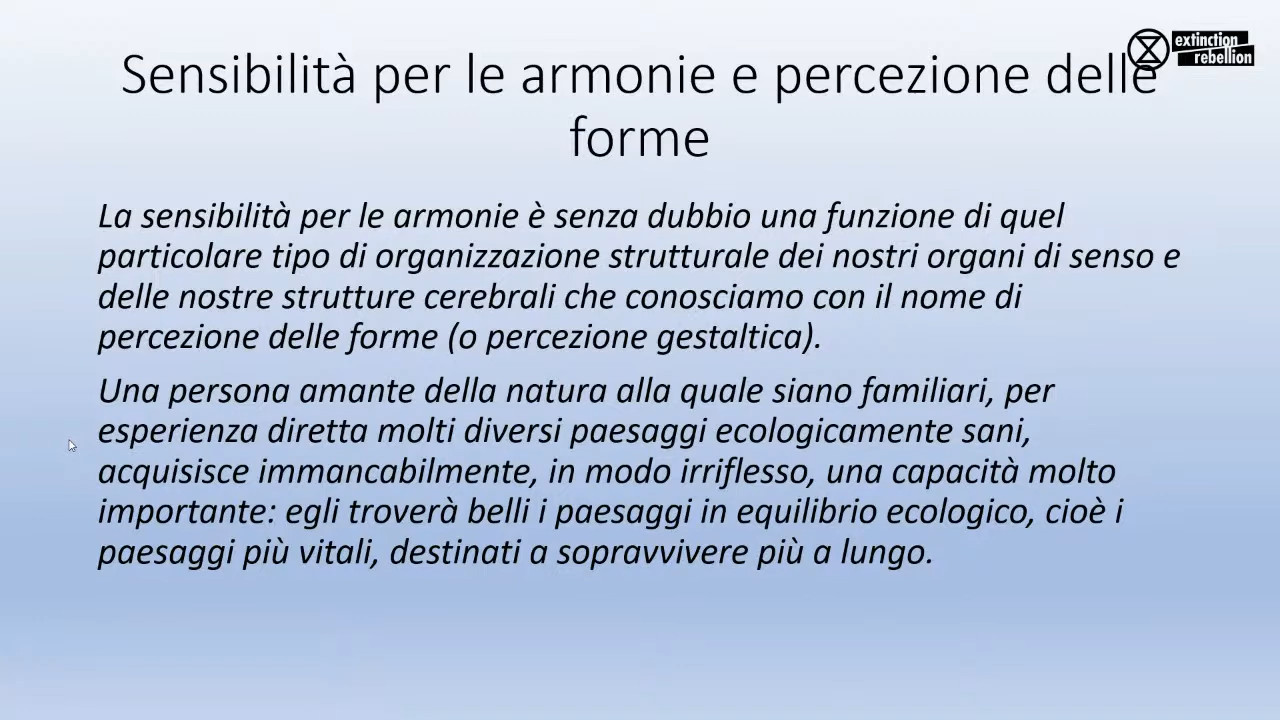 extinction
rebellion
Sensibilità per le armonie e percezione delle
forme
La sensibilità per le armonie è senza dubbio una funzione di quel
particolare tipo di organizzazione strutturale dei nostri organi di senso e
delle nostre strutture cerebrali che conosciamo con il nome di
percezione delle forme (o percezione gestaltica).
Una persona amante della natura alla quale siano familiari, per
esperienza diretta molti diversi paesaggi ecologicamente sani,
acquisisce immancabilmente, in modo irriflesso, una capacità molto
importante: egli troverà belli i paesaggi in equilibrio ecologico, cioè i
paesaggi più vitali, destinati a sopravvivere più a lungo.